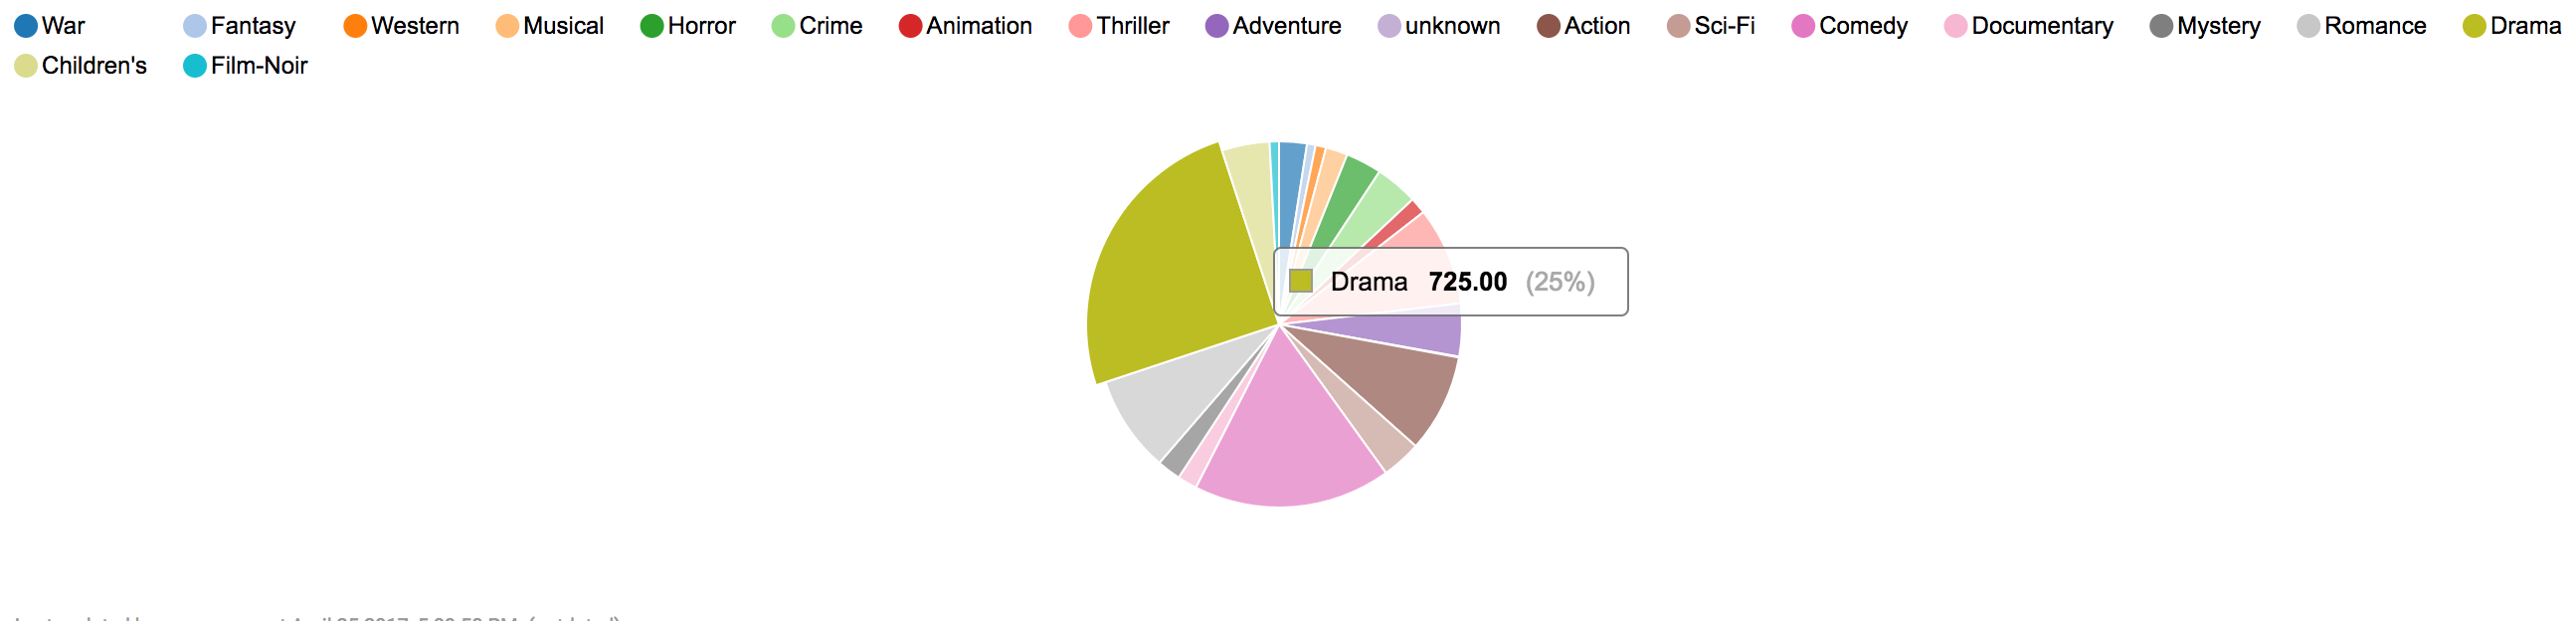 War Fantasy Western Musical Horror Crime Animation Thriller Adventure unknown Action Sci-Fi Comedy Documentary Mystery Romance Drama
Children's Film-Noir
Drama 725.00 (25%)